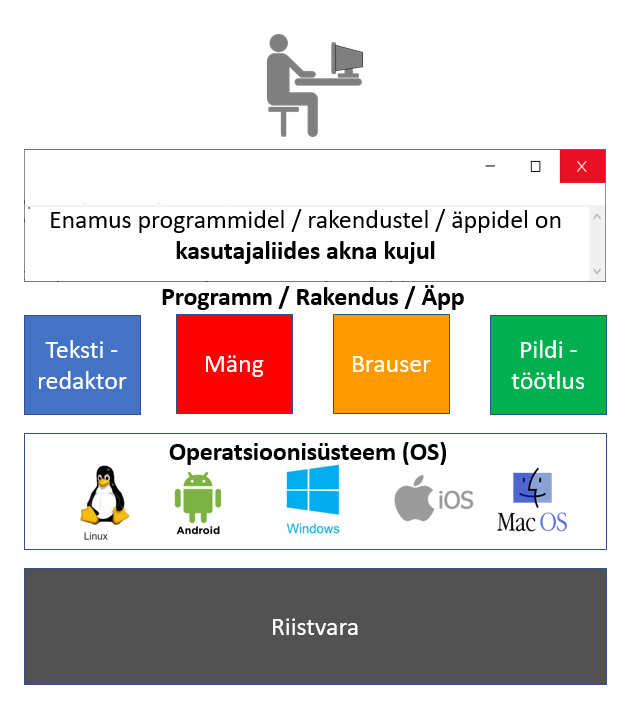 Enamus programmidel / rakendustel / äppidel on
kasutajaliides akna kujul
Programm / Rakendus / Äpp
Teksti -
redaktor
Mäng
Brauser
Pildi -
töötlus
Operatsioonisüsteem (OS)
Linux
Android
Windows
iOS
Mac OS
Riistvara